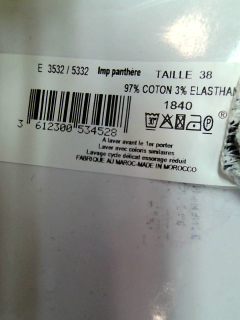 E 3532 / 5332 Imp panthère TAILLE 38
97% COTON 3% ELASTHAN
1840
3 612300 534528
A laver avant le 1er porter
Laver avec coloris similaires
Lavage cycle délicat essorage réduit
FABRIQUE AU MAROC-MADE IN MOROCCO